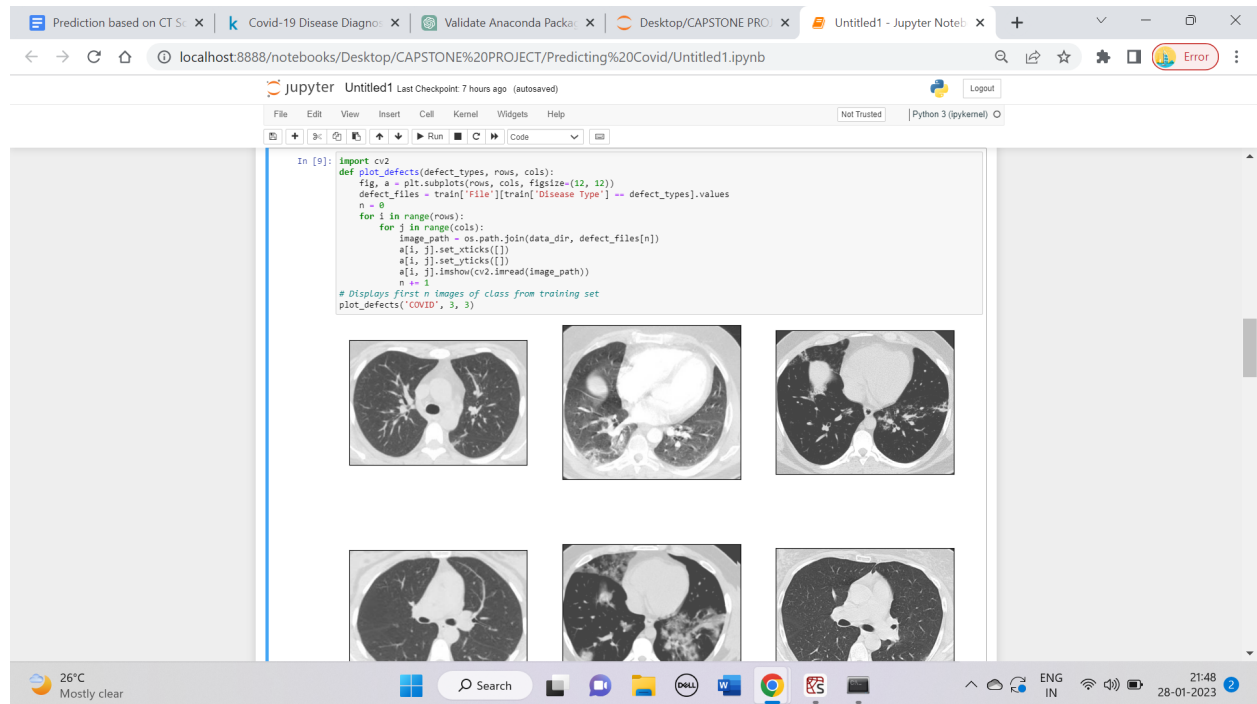 Prediction based on CT Sc
Covid-19 Disease Diagnos
Validate Anaconda Packag
Desktop/CAPSTONE PRO
Untitled1 - Jupyter Noteb
localhost:8888/notebooks/Desktop/CAPSTONE%20PROJECT/Predicting%20Covid/Untitled1.ipynb
Error
jupyter Untitled1 Last Checkpoint: 7 hours ago (autosaved)
Logout
File Edit View Insert Cell Kernel Widgets Help
Not Trusted
Python 3 (ipykernel)
Run
Code
In [9]: import cv2
def plot_defects(defect_types, rows, cols):
    fig, a = plt.subplots(rows, cols, figsize=(12, 12))
    defect_files = train['File'][train['Disease Type'] == defect_types].values
    n = 0
    for i in range(rows):
        for j in range(cols):
            image_path = os.path.join(data_dir, defect_files[n])
            a[i, j].set_xticks([])
            a[i, j].set_yticks([])
            a[i, j].imshow(cv2.imread(image_path))
            n += 1
# Displays first n images of class from training set
plot_defects('COVID', 3, 3)
26°C
Mostly clear
Search
DELL
ENG
IN
21:48
28-01-2023
2